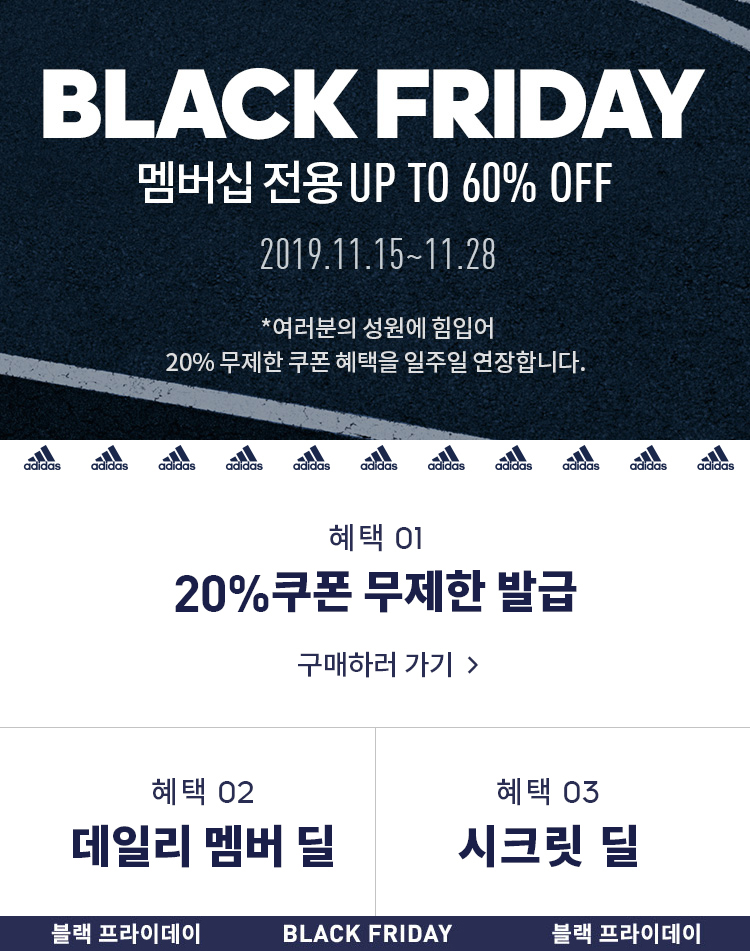 BLACK FRIDAY
멤버십 전용 UP TO 60% OFF
2019.11.15~11.28
*여러분의 성원에 힘입어
20% 무제한 쿠폰 혜택을 일주일 연장합니다.
adidas adidas adidas adidas adidas adidas adidas adidas adidas adidas adidas
혜택 01
20%쿠폰 무제한 발급
구매하러 가기 >
혜택 02
데일리 멤버 딜
혜택 03
시크릿 딜
블랙 프라이데이 BLACK FRIDAY 블랙 프라이데이